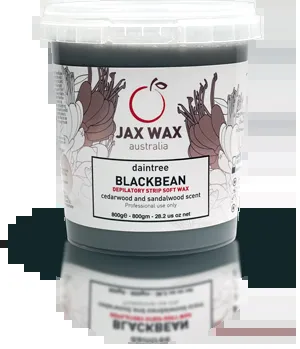 JAX WAX
australia
daintree
BLACKBEAN
DEPILATORY STRIP SOFT WAX
cedarwood and sandalwood scent
Professional use only
800g℮ - 800gm - 28.2 us oz net